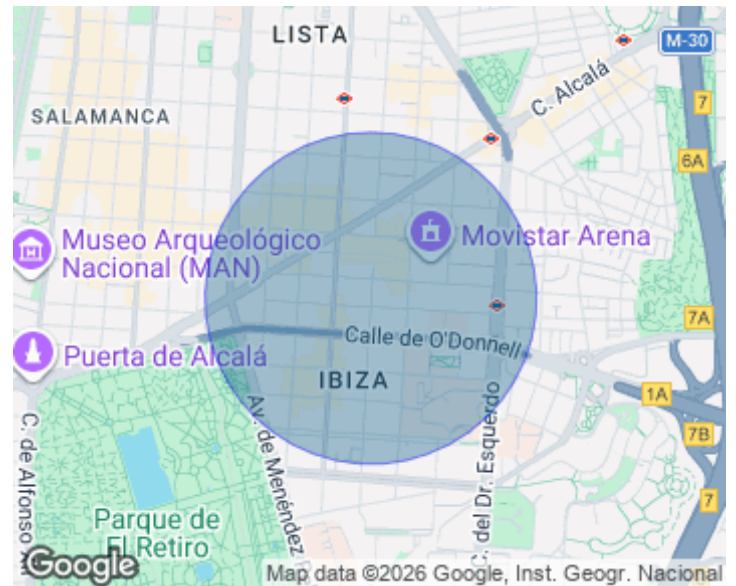 LISTA
M-30
C. Alcalá
7
SALAMANCA
6A
Museo Arqueológico
Nacional (MAN)
Movistar Arena
7A
Calle de O'Donnell
Puerta de Alcalá
IBIZA
1A
7B
C. de Alfonso X
Av. de Menéndez
C. del Dr. Esquerdo
7
Parque de
El Retiro
Google
Map data ©2026 Google, Inst. Geogr. Nacional